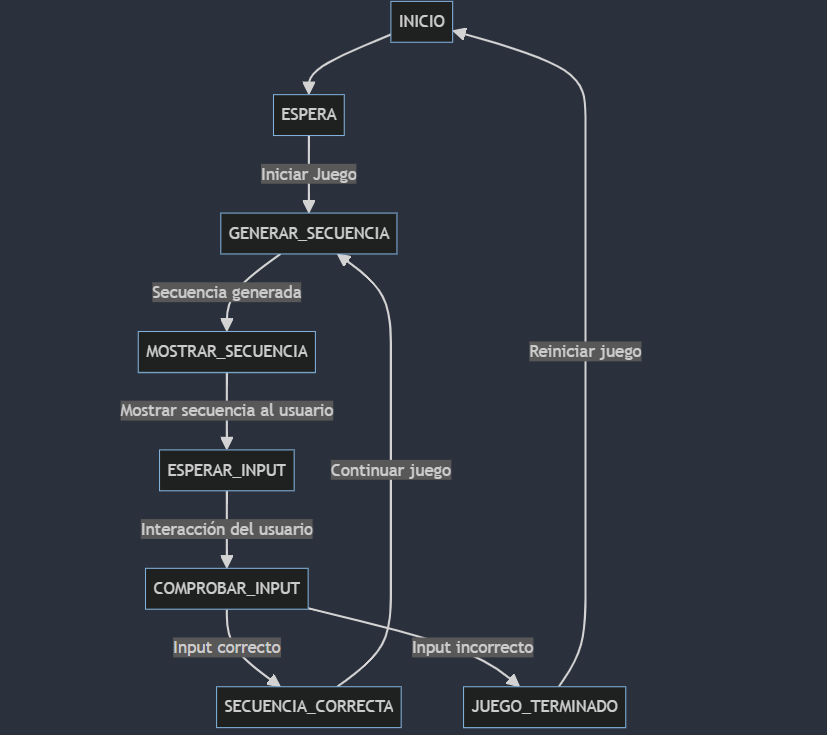 INICIO
ESPERA
Iniciar Juego
GENERAR_SECUENCIA
Secuencia generada
MOSTRAR_SECUENCIA
Reiniciar juego
Mostrar secuencia al usuario
ESPERAR_INPUT
Continuar juego
Interacción del usuario
COMPROBAR_INPUT
Input correcto
Input incorrecto
SECUENCIA_CORRECTA
JUEGO_TERMINADO